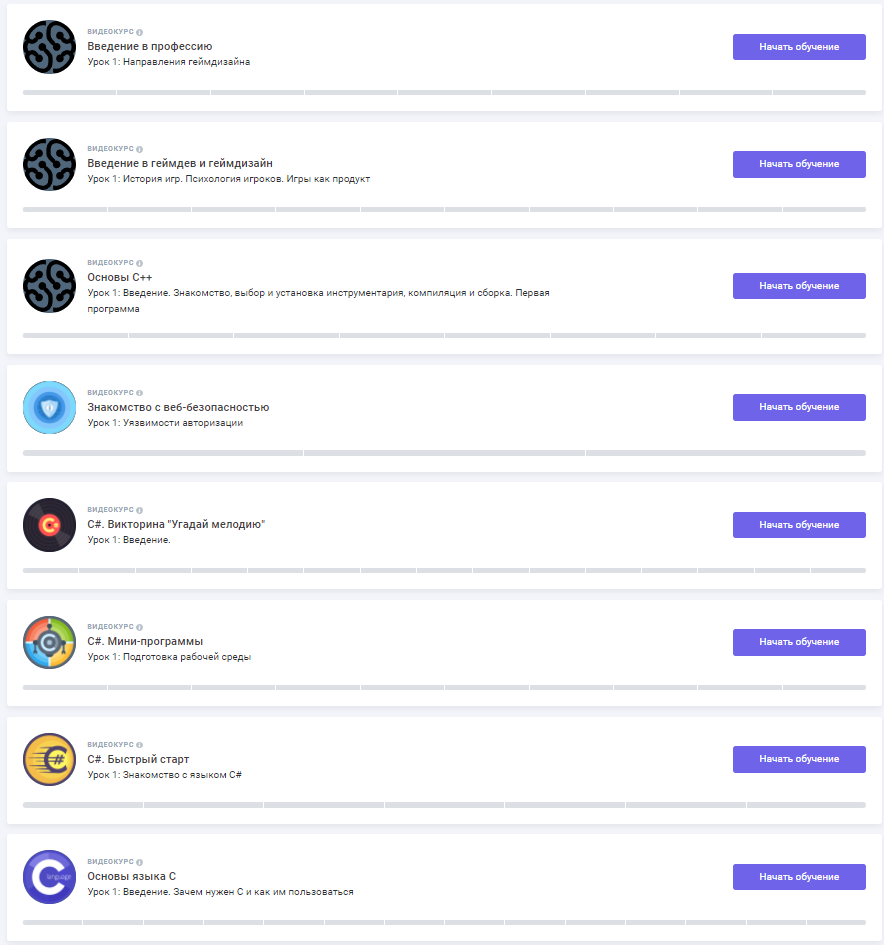 ВИДЕОКУРС
Введение в профессию
Урок 1: Направления геймдизайна
Начать обучение
ВИДЕОКУРС
Введение в геймдев и геймдизайн
Урок 1: История игр. Психология игроков. Игры как продукт
Начать обучение
ВИДЕОКУРС
Основы C++
Урок 1: Введение. Знакомство, выбор и установка инструментария, компиляция и сборка. Первая
программа
Начать обучение
ВИДЕОКУРС
Знакомство с веб-безопасностью
Урок 1: Уязвимости авторизации
Начать обучение
ВИДЕОКУРС
C#. Викторина "Угадай мелодию"
Урок 1: Введение.
Начать обучение
ВИДЕОКУРС
C#. Мини-программы
Урок 1: Подготовка рабочей среды
Начать обучение
C#
ВИДЕОКУРС
C#. Быстрый старт
Урок 1: Знакомство с языком C#
Начать обучение
C language
ВИДЕОКУРС
Основы языка C
Урок 1: Введение. Зачем нужен C и как им пользоваться
Начать обучение